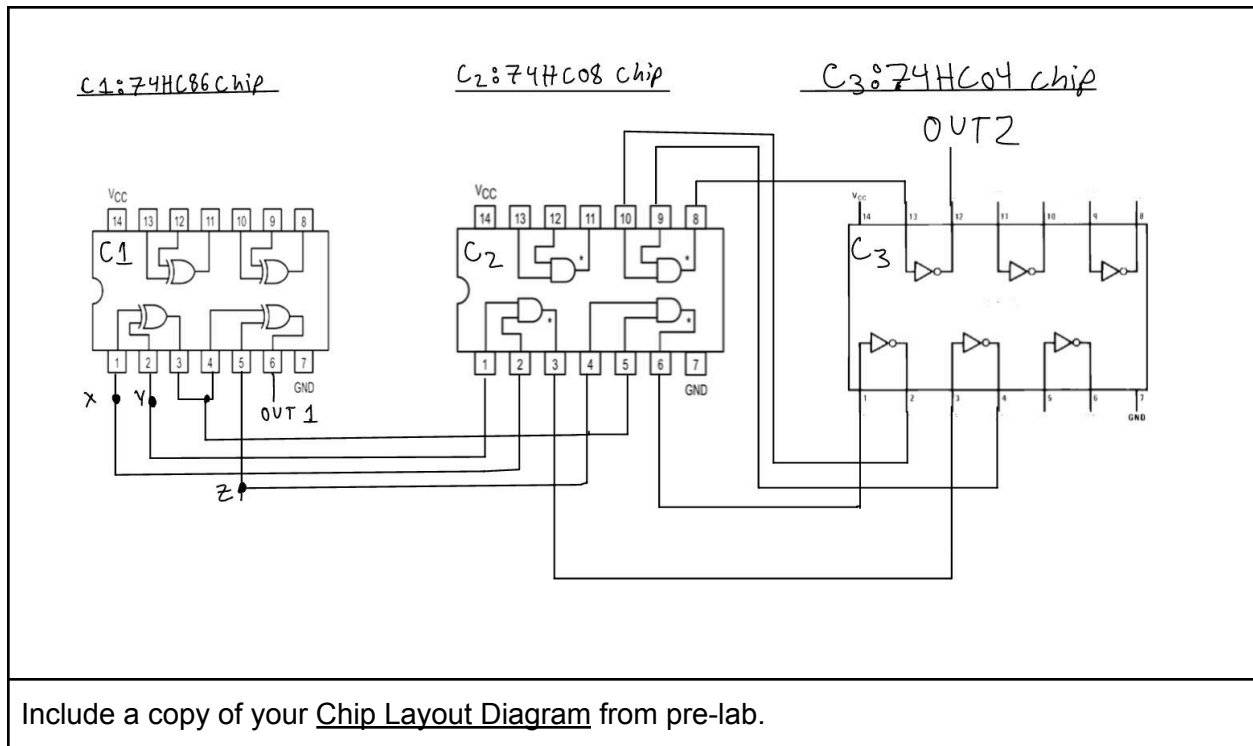 C1:74HC86 Chip
C2:74HC08 Chip
C3:74HC04 chip
OUT2
VCC
14 13 12 11 10 9 8
C1
1 2 3 4 5 6 7
GND
X Y OUT 1
Z
VCC
14 13 12 11 10 9 8
C2
* *
* *
1 2 3 4 5 6 7
GND
VCC
14 13 12 11 10 9 8
C3
1 2 3 4 5 6 7
GND
Include a copy of your Chip Layout Diagram from pre-lab.